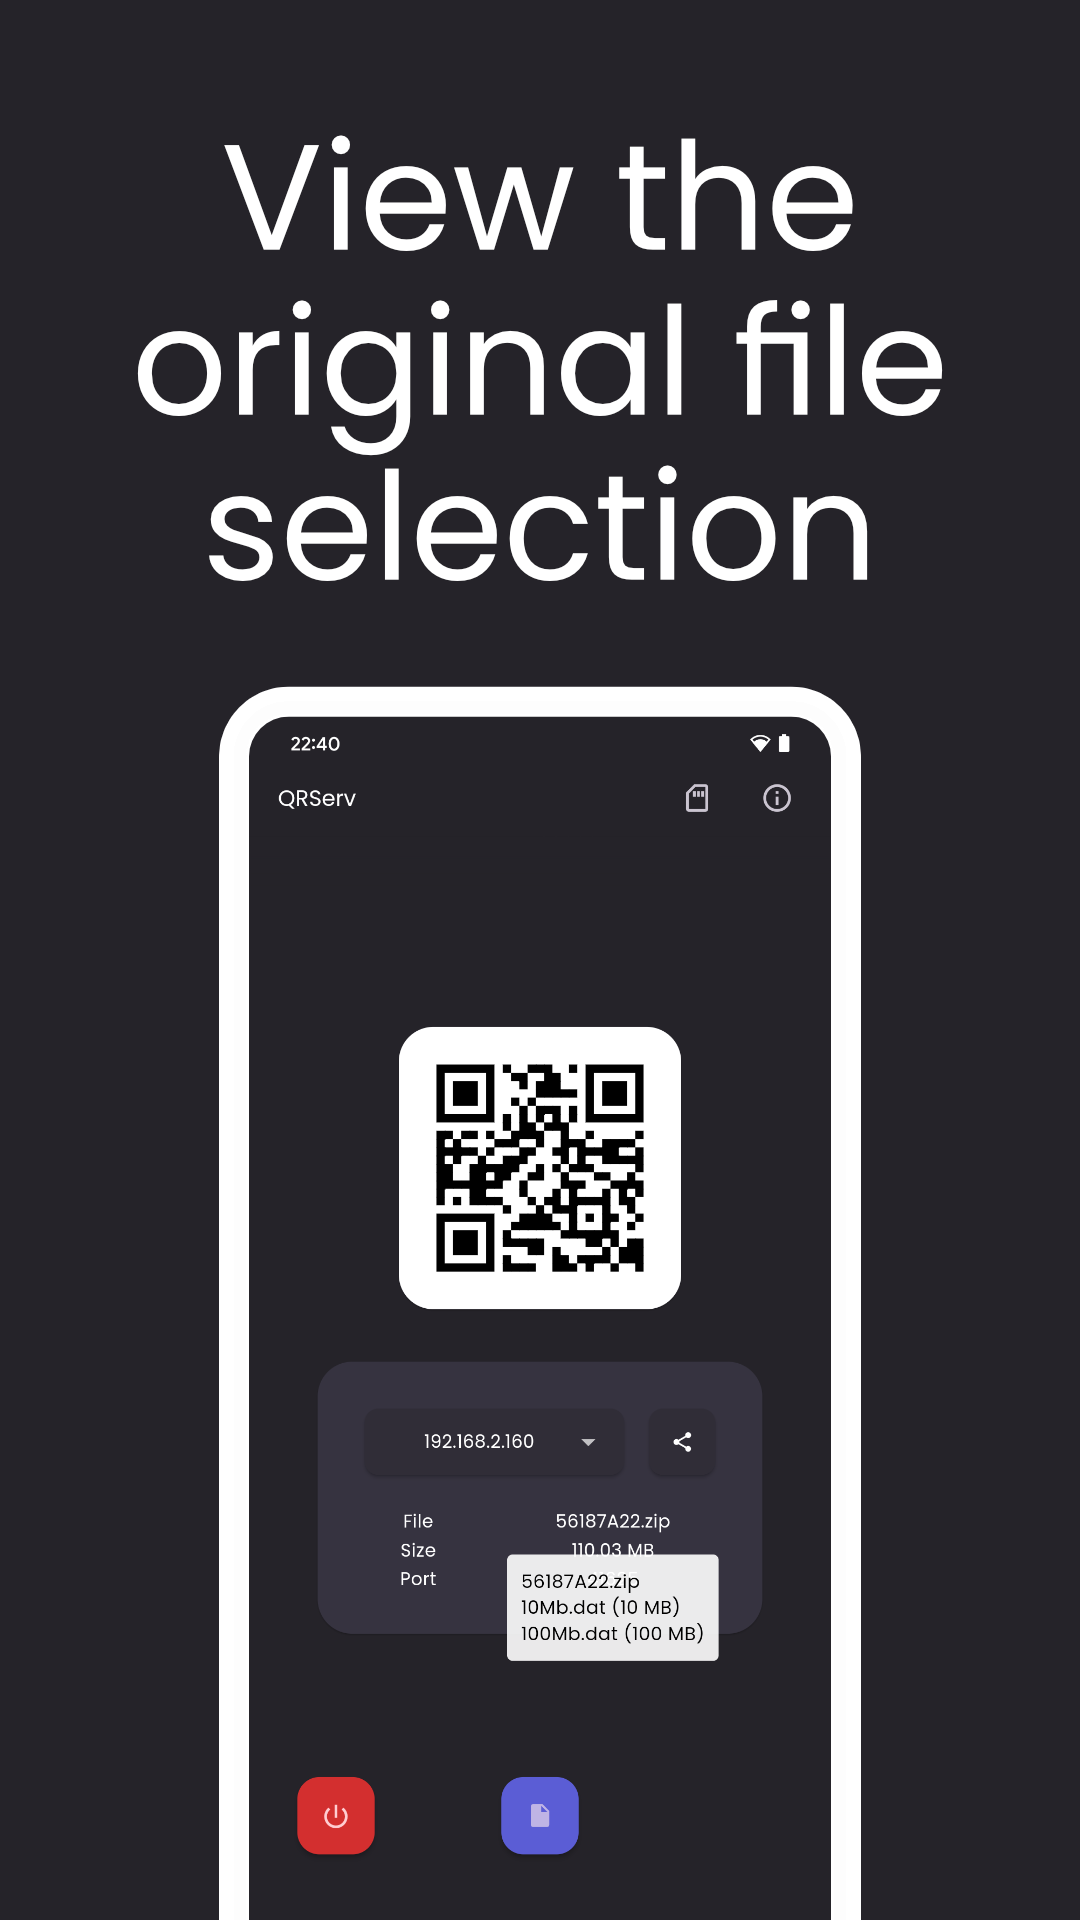 View the
original file
selection
22:40
QRServ
192.168.2.160
File 56187A22.zip
Size 110.03 MB
Port
56187A22.zip
10Mb.dat (10 MB)
100Mb.dat (100 MB)